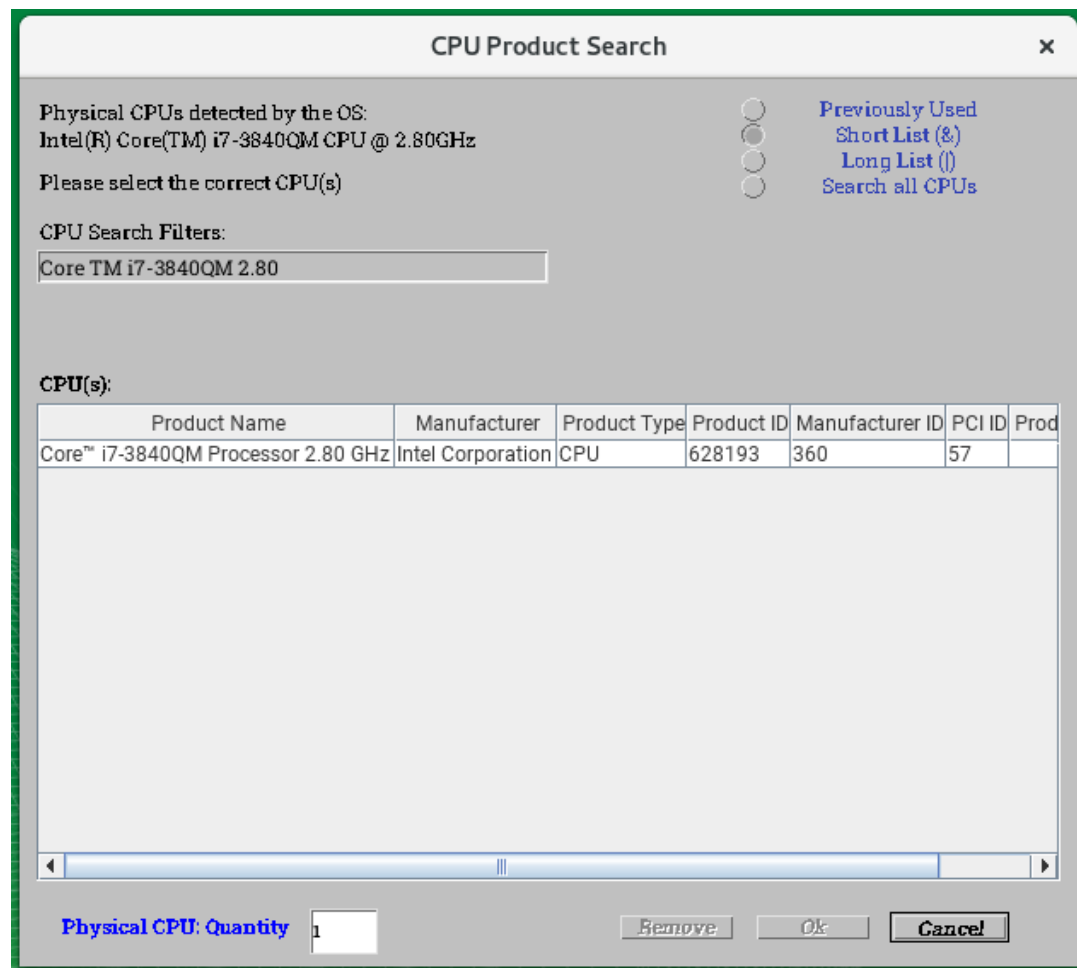 CPU Product Search
×
Physical CPUs detected by the OS:
Intel(R) Core(TM) i7-3840QM CPU @ 2.80GHz
Please select the correct CPU(s)
Previously Used
Short List (&)
Long List (|)
Search all CPUs
CPU Search Filters:
Core TM i7-3840QM 2.80
CPU(s):
Product Name Manufacturer Product Type Product ID Manufacturer ID PCI ID Prod
Core™ i7-3840QM Processor 2.80 GHz Intel Corporation CPU 628193 360 57
Physical CPU: Quantity 1 Remove Ok Cancel